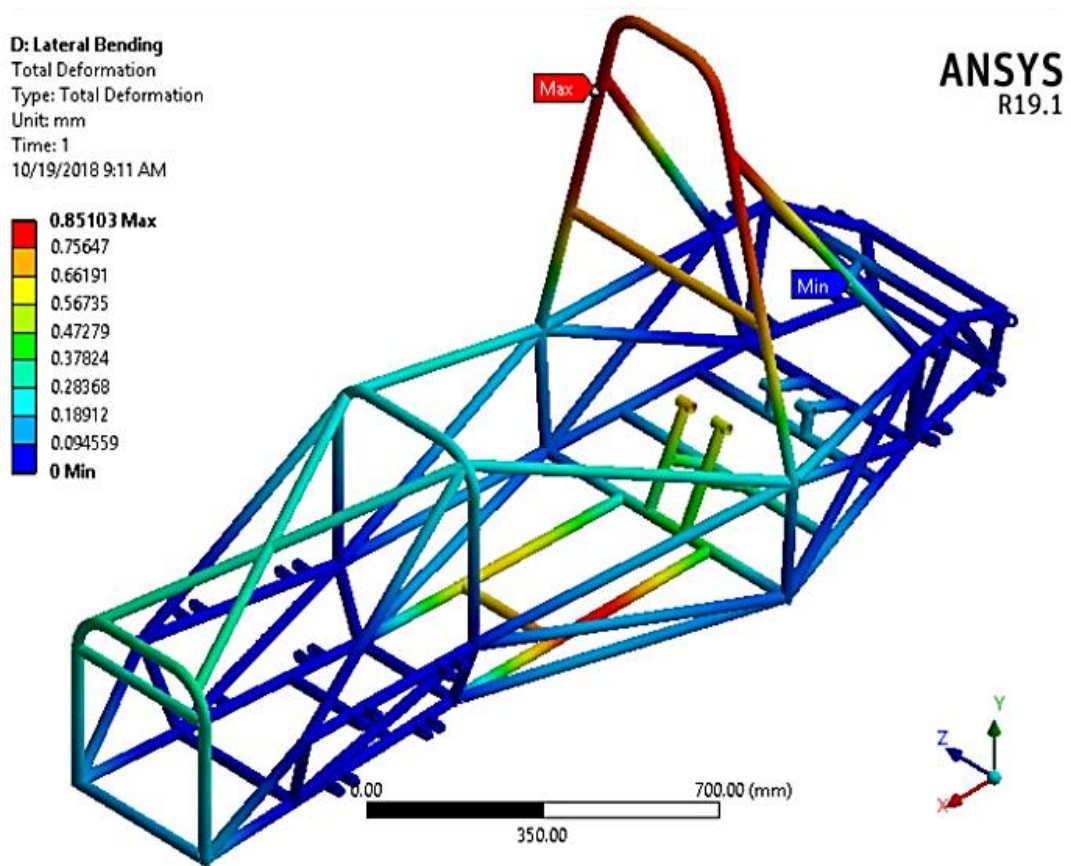 D: Lateral Bending
Total Deformation
Type: Total Deformation
Unit: mm
Time: 1
10/19/2018 9:11 AM
0.85103 Max
0.75647
0.66191
0.56735
0.47279
0.37824
0.28368
0.18912
0.094559
0 Min
Max
ANSYS
R19.1
Min
Y
Z
X
0.00
700.00 (mm)
350.00